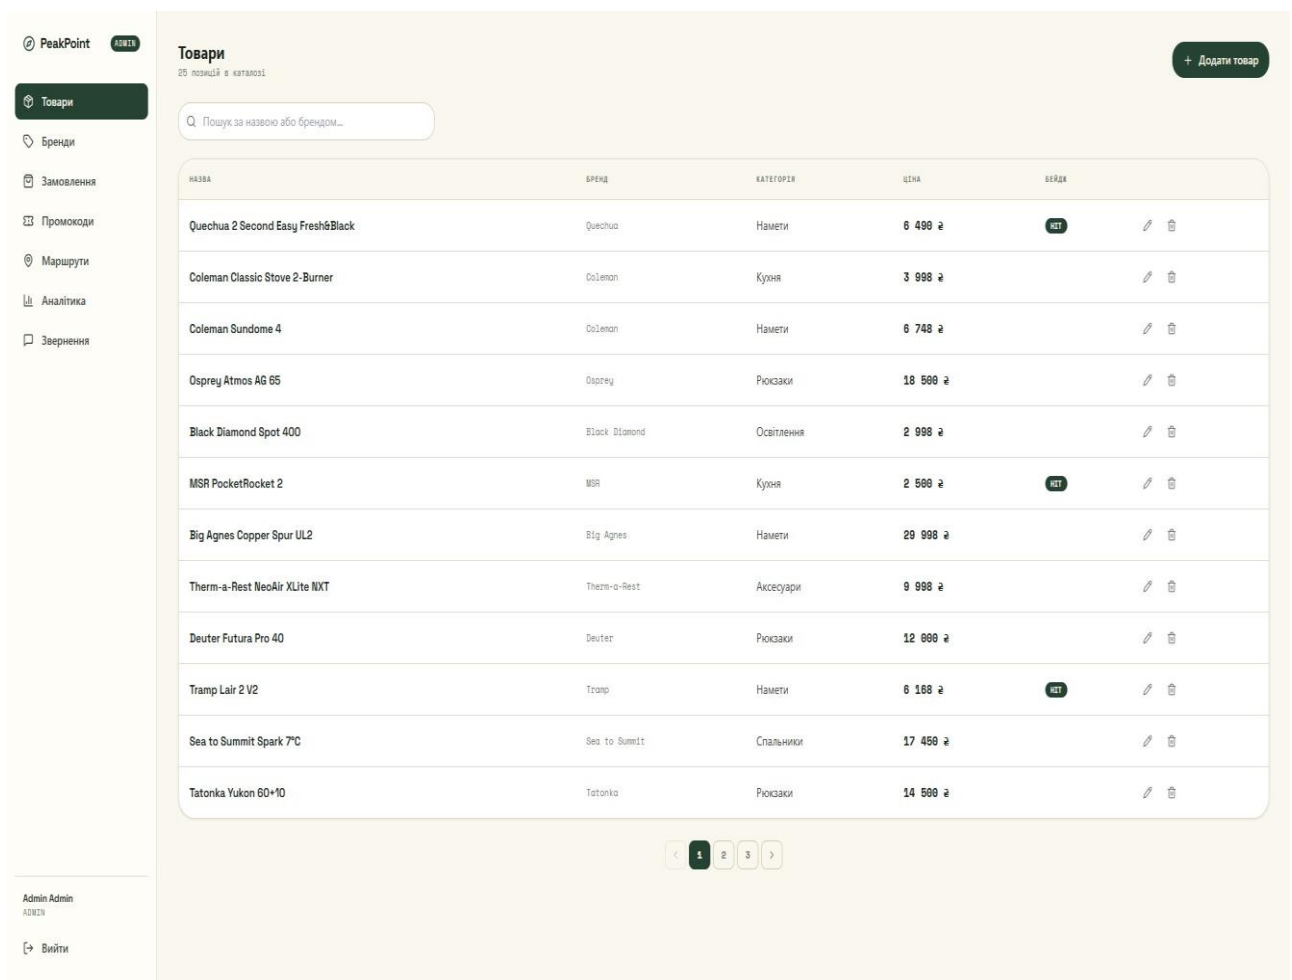 PeakPoint ADMIN
Товари
Бренди
Замовлення
Промокоди
Маршрути
Аналітика
Звернення
Admin Admin
ADMIN
Вийти
Товари
25 позицій в каталозі
+ Додати товар
Пошук за назвою або брендом...
НАЗВА БРЕНД КАТЕГОРІЯ ЦІНА БЕЙДЖ
Quechua 2 Second Easy Fresh&Black Quechua Намети 6 490 ₴ HIT
Coleman Classic Stove 2-Burner Coleman Кухня 3 998 ₴
Coleman Sundome 4 Coleman Намети 6 748 ₴
Osprey Atmos AG 65 Osprey Рюкзаки 18 500 ₴
Black Diamond Spot 400 Black Diamond Освітлення 2 998 ₴
MSR PocketRocket 2 MSR Кухня 2 500 ₴ HIT
Big Agnes Copper Spur UL2 Big Agnes Намети 29 998 ₴
Therm-a-Rest NeoAir XLite NXT Therm-a-Rest Аксесуари 9 998 ₴
Deuter Futura Pro 40 Deuter Рюкзаки 12 000 ₴
Tramp Lair 2 V2 Tramp Намети 6 168 ₴ HIT
Sea to Summit Spark 7°C Sea to Summit Спальники 17 450 ₴
Tatonka Yukon 60+10 Tatonka Рюкзаки 14 500 ₴
< 1 2 3 >